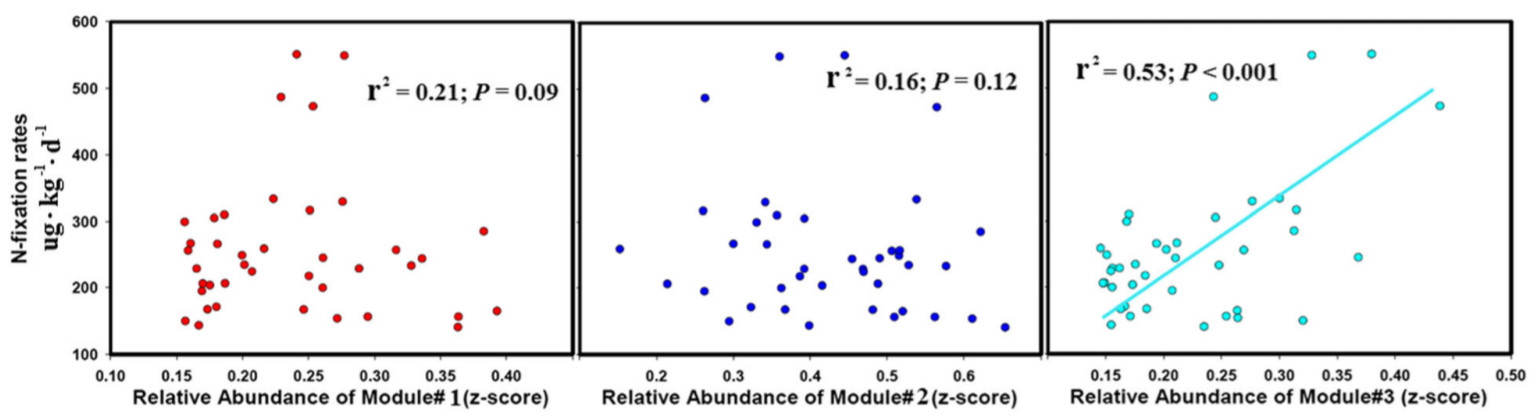 N-fixation rates
ug · kg⁻¹ · d⁻¹
600
500
400
300
200
100
r² = 0.21; P = 0.09
0.10 0.15 0.20 0.25 0.30 0.35 0.40
Relative Abundance of Module# 1(z-score)
r² = 0.16; P = 0.12
0.2 0.3 0.4 0.5 0.6
Relative Abundance of Module#2(z-score)
r² = 0.53; P < 0.001
0.15 0.20 0.25 0.30 0.35 0.40 0.50
Relative Abundance of Module#3 (z-score)